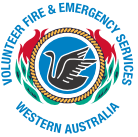 VOLUNTEER FIRE & EMERGENCY SERVICES
WESTERN AUSTRALIA